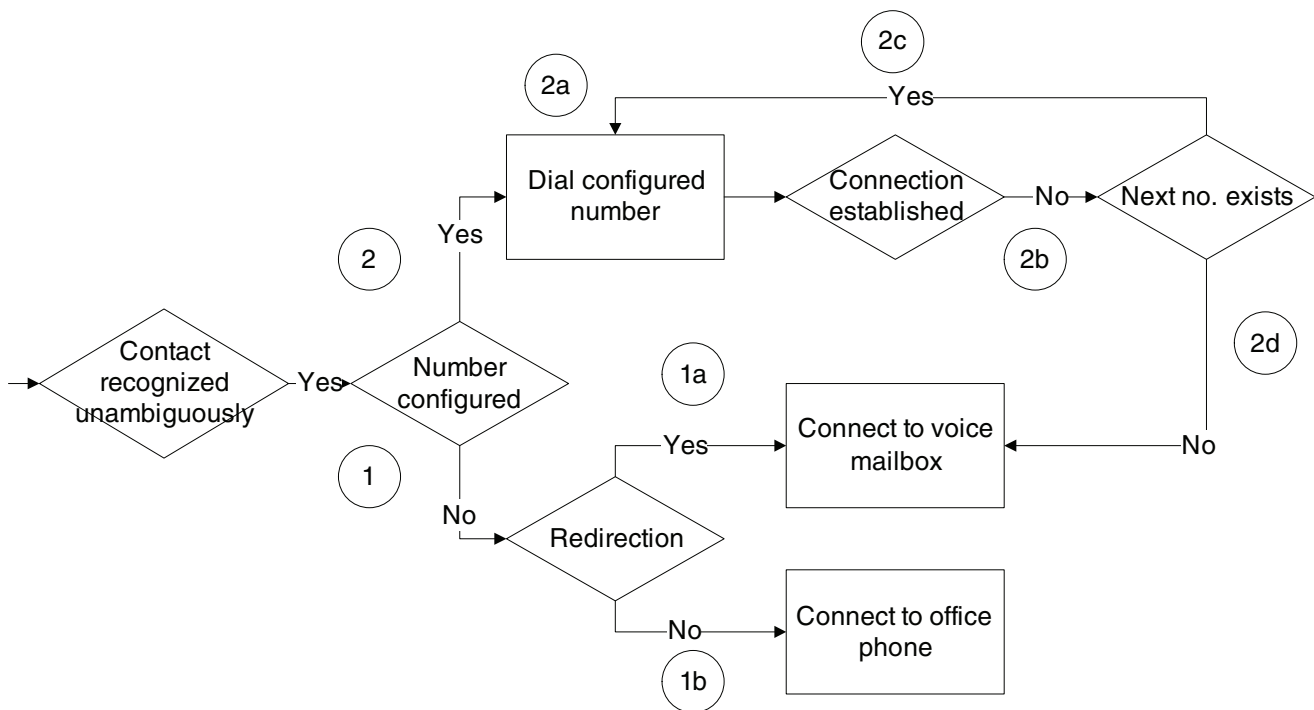 2c
2a
Yes
Dial configured
number
Connection
established
No
Next no. exists
Yes
2
2b
2d
Contact
recognized
unambiguously
Yes
Number
configured
1a
1
Yes
Connect to voice
mailbox
No
No
Redirection
No
Connect to office
phone
1b